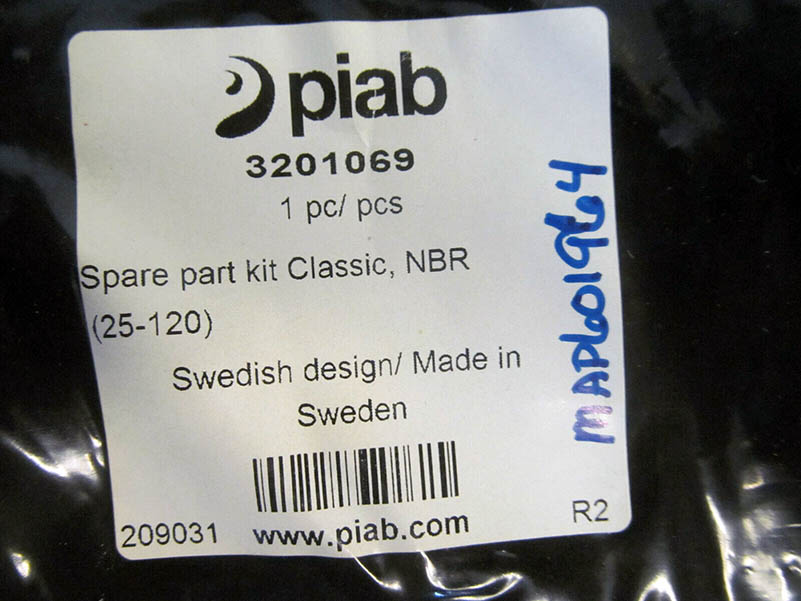 piab
3201069
1 pc/ pcs
Spare part kit Classic, NBR
(25-120)
Swedish design/ Made in
Sweden
209031 www.piab.com R2
MAP6019664